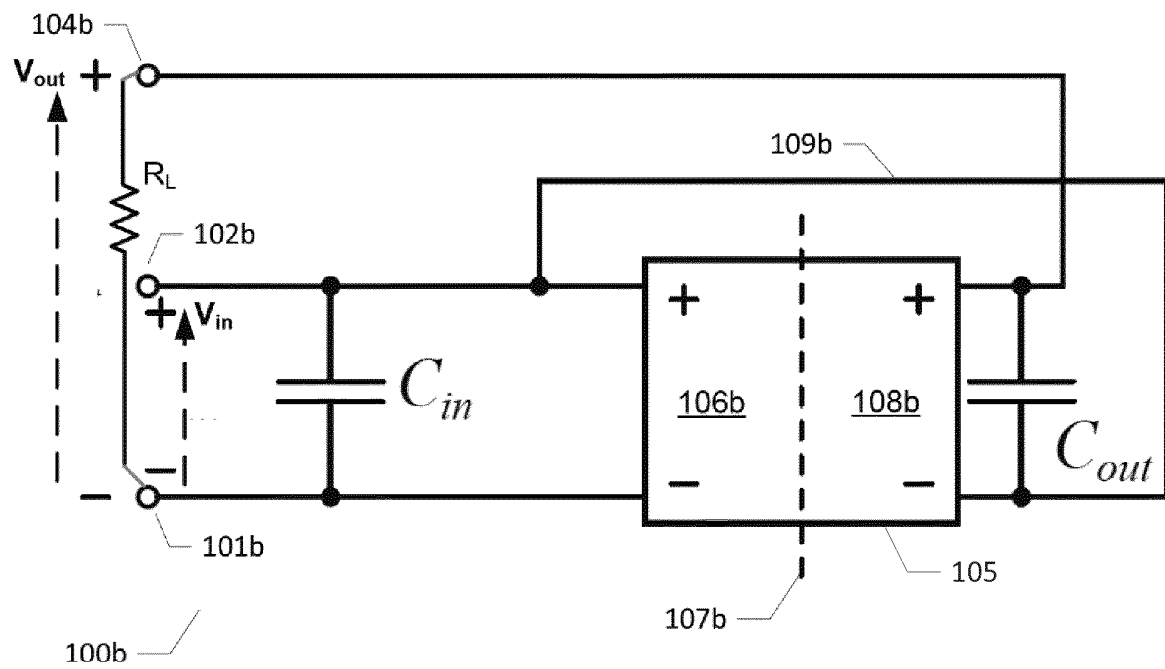 104b
Vout +
109b
RL
102b
+ Vin
+ +
Cin
106b 108b
Cout
−
− − −
101b
105
107b
100b